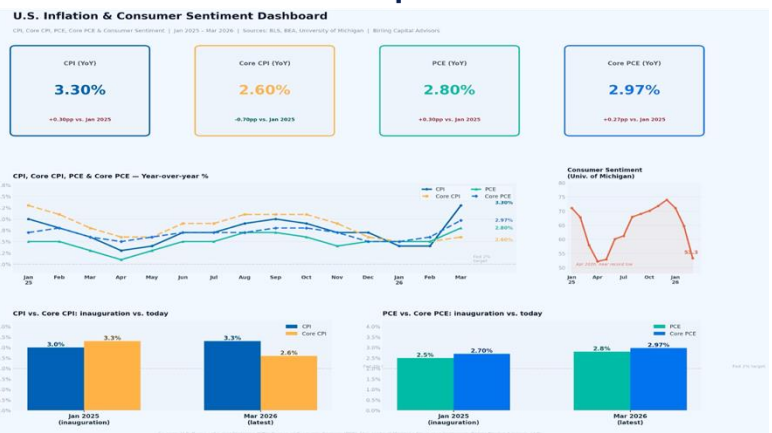 U.S. Inflation & Consumer Sentiment Dashboard
CPI, Core CPI, PCE, Core PCE & Consumer Sentiment | Jan 2025 – Mar 2026 | Sources: BLS, BEA, University of Michigan | Billing Capital Advisors
CPI (YoY)
3.30%
+0.30pp vs. Jan 2025
Core CPI (YoY)
2.60%
-0.70pp vs. Jan 2025
PCE (YoY)
2.80%
+0.30pp vs. Jan 2025
Core PCE (YoY)
2.97%
+0.27pp vs. Jan 2025
CPI, Core CPI, PCE & Core PCE — Year-over-year %
CPI
Core CPI
PCE
Core PCE
3.30%
2.97%
2.80%
2.60%
Fed 2%
target
Jan
25
Feb
Mar
Apr
May
Jun
Jul
Aug
Sep
Oct
Nov
Dec
Jan
26
Feb
Mar
Consumer Sentiment
(Univ. of Michigan)
80
75
70
65
60
55
50
Jan
25
Apr
Jul
Oct
Jan
26
CPI vs. Core CPI: inauguration vs. today
CPI
Core CPI
3.0%
3.3%
3.3%
2.6%
Jan 2025
(inauguration)
Mar 2026
(latest)
PCE vs. Core PCE: inauguration vs. today
PCE
Core PCE
4.0%
3.5%
3.0%
2.5%
2.0%
1.5%
1.0%
0.5%
0.0%
2.5%
2.70%
2.8%
2.97%
Fed 2% target
Jan 2025
(inauguration)
Mar 2026
(latest)